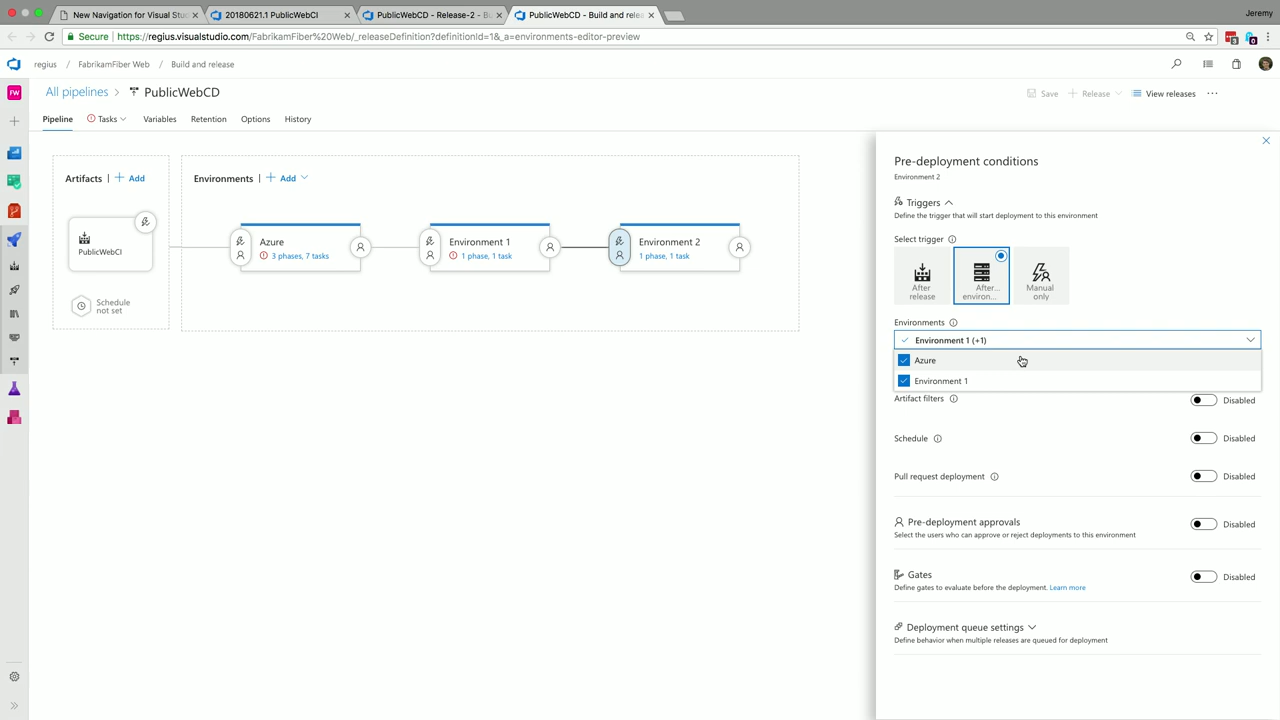 New Navigation for Visual Stu
20180621.1 PublicWebCI
PublicWebCD - Release-2 - B
PublicWebCD - Build and relea
Jeremy
Secure
https://regius.visualstudio.com/FabrikamFiber%20Web/_releaseDefinition?definitionId=1&_a=environments-editor-preview
regius / FabrikamFiber Web / Build and release
FW
All pipelines > PublicWebCD
Save
Release
View releases
Pipeline
Tasks
Variables
Retention
Options
History
Artifacts | + Add
Environments | + Add
PublicWebCI
Schedule
not set
Azure
3 phases, 7 tasks
Environment 1
1 phase, 1 task
Environment 2
1 phase, 1 task
Pre-deployment conditions
Environment 2
Triggers
Define the trigger that will start deployment to this environment
Select trigger
After
release
After...
environ...
Manual
only
Environments
Environment 1 (+1)
Azure
Environment 1
Artifact filters
Disabled
Schedule
Disabled
Pull request deployment
Disabled
Pre-deployment approvals
Disabled
Select the users who can approve or reject deployments to this environment
Gates
Disabled
Define gates to evaluate before the deployment. Learn more
Deployment queue settings
Define behavior when multiple releases are queued for deployment